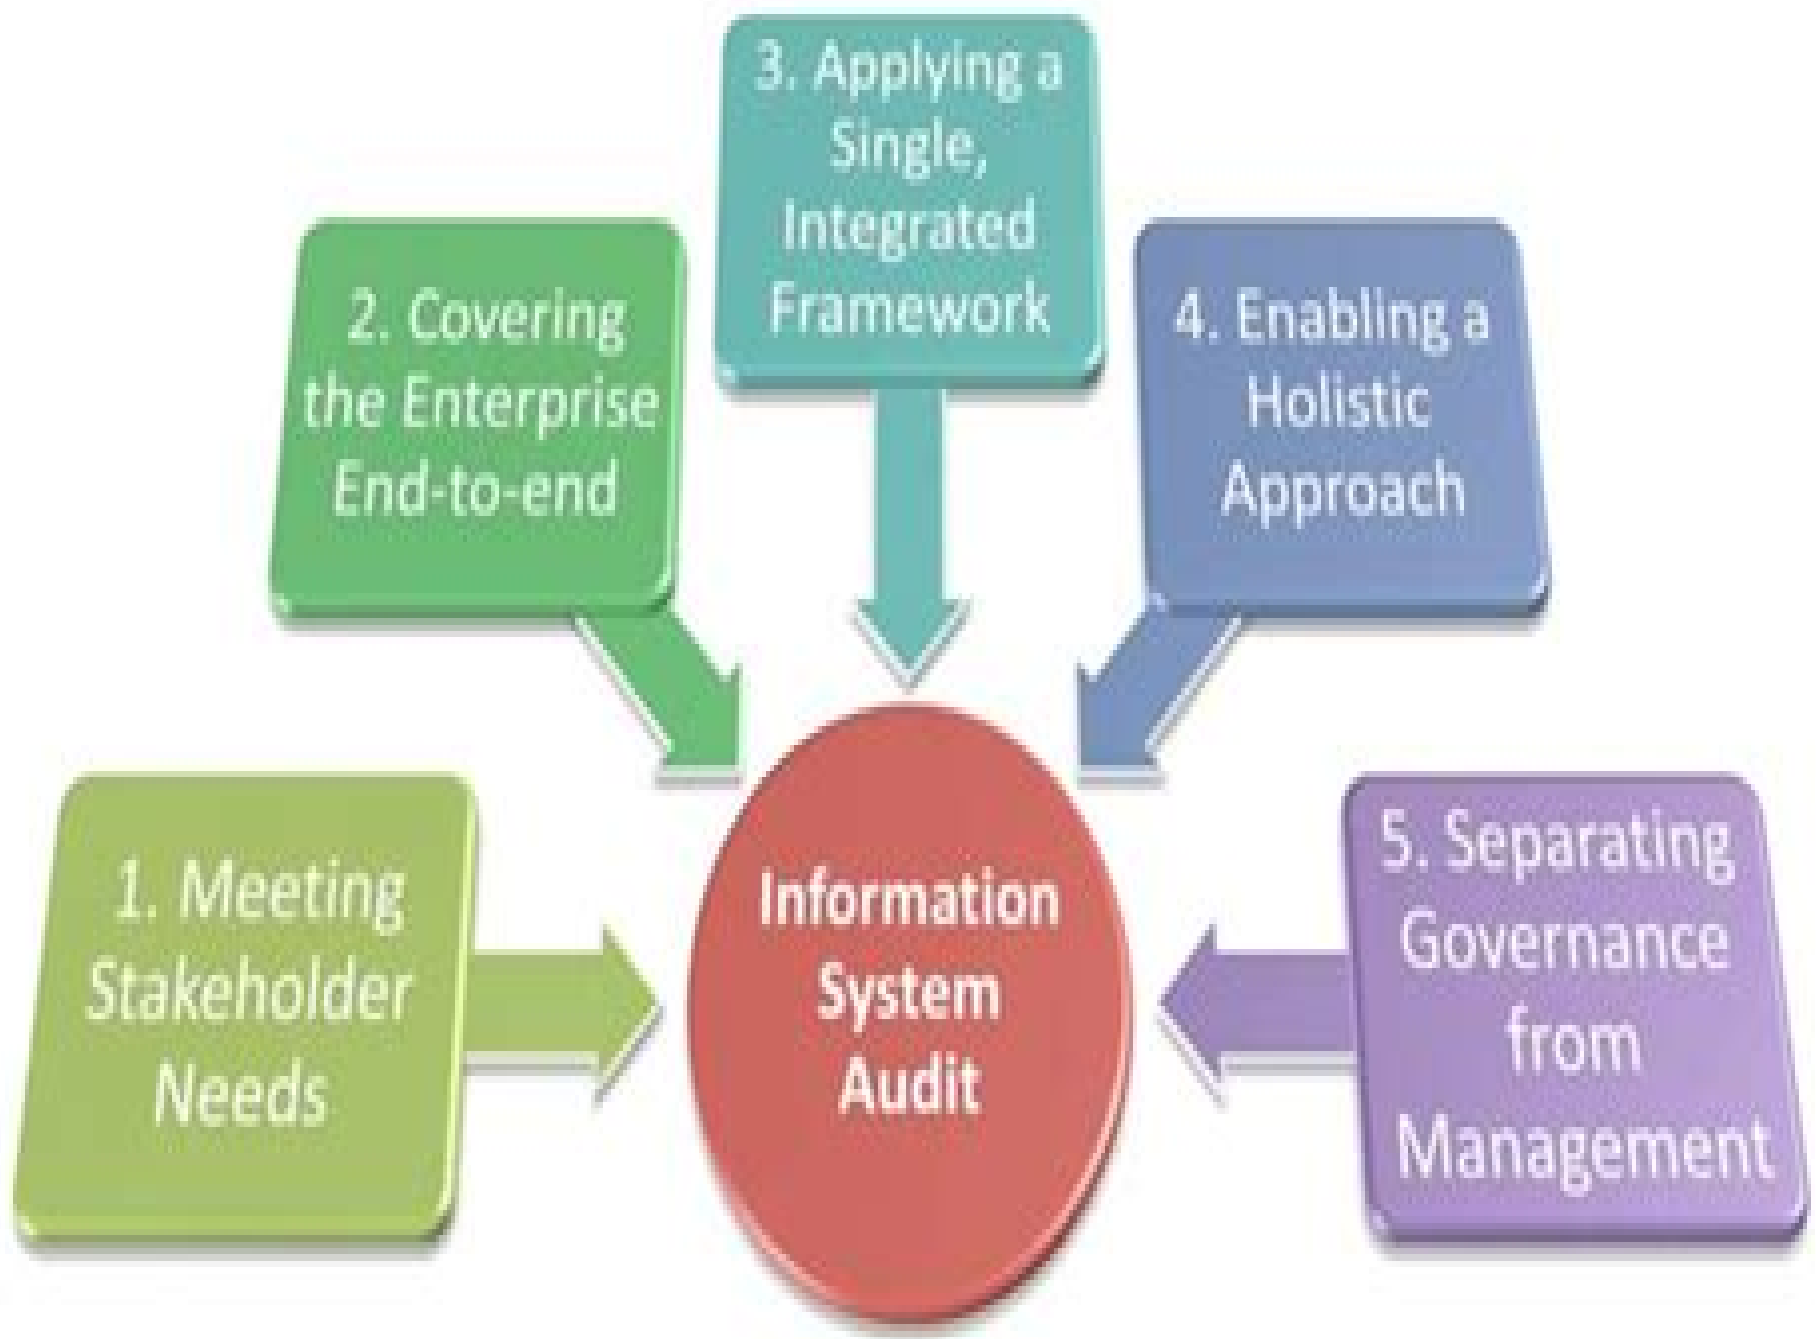 1. Meeting
Stakeholder
Needs
2. Covering
the Enterprise
End-to-end
3. Applying a
Single,
Integrated
Framework
4. Enabling a
Holistic
Approach
5. Separating
Governance
from
Management
Information
System
Audit